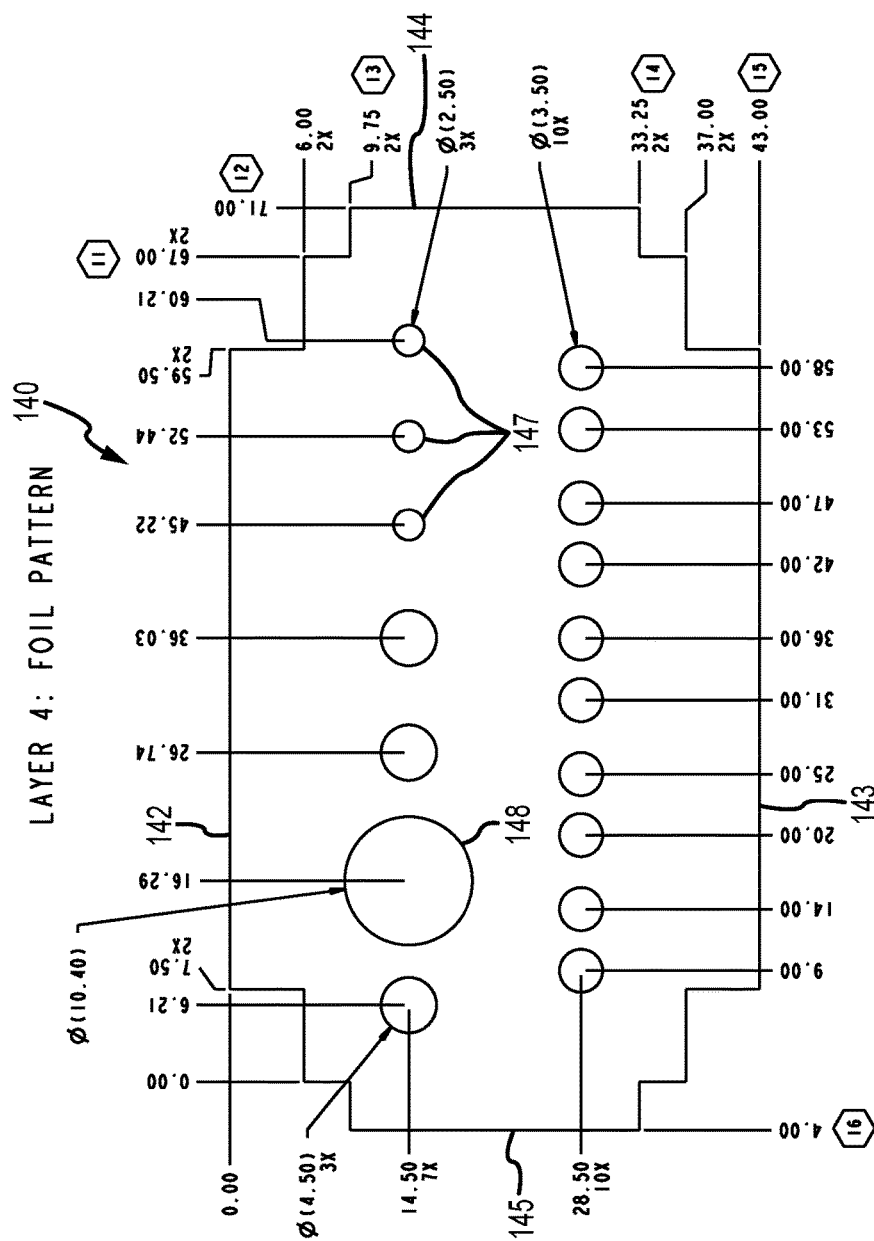 LAYER 4: FOIL PATTERN
140
Ø(10.40)
7.50
2X
16.29
142
26.74
36.03
45.22
52.44
59.50
2X
60.21
11
67.00
2X
12
71.00
Ø(4.50)
3X
0.00
6.21
0.00
6.00
2X
9.75
2X
13
144
Ø(2.50)
3X
14.50
7X
148
147
Ø(3.50)
10X
145
28.50
10X
33.25
2X
14
37.00
2X
43.00
15
4.00
16
9.00
14.00
20.00
25.00
31.00
36.00
42.00
47.00
53.00
58.00
143